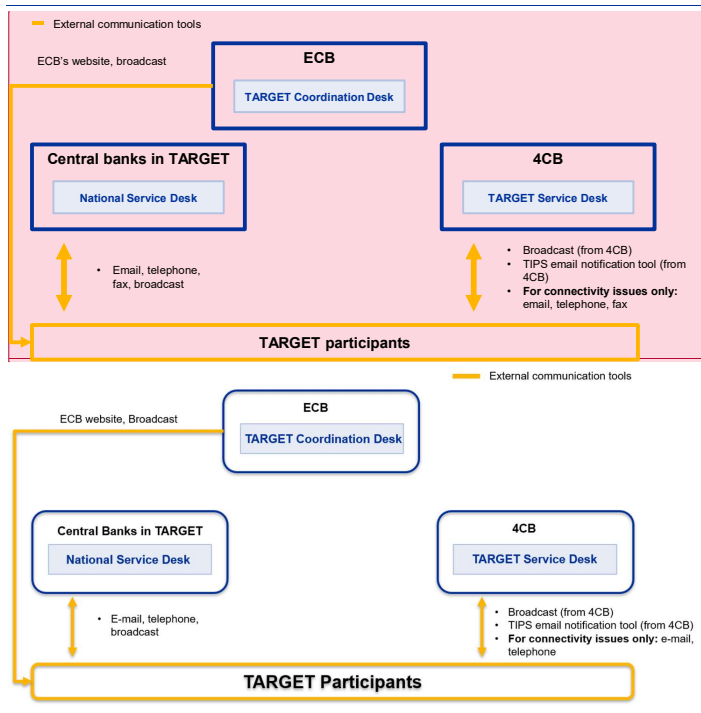 External communication tools
ECB's website, broadcast
ECB
TARGET Coordination Desk
Central banks in TARGET
National Service Desk
4CB
TARGET Service Desk
• Email, telephone,
fax, broadcast
• Broadcast (from 4CB)
• TIPS email notification tool (from
4CB)
• For connectivity issues only:
email, telephone, fax
TARGET participants
External communication tools
ECB website, Broadcast
ECB
TARGET Coordination Desk
Central Banks in TARGET
National Service Desk
4CB
TARGET Service Desk
• E-mail, telephone,
broadcast
• Broadcast (from 4CB)
• TIPS email notification tool (from 4CB)
• For connectivity issues only: e-mail,
telephone
TARGET Participants